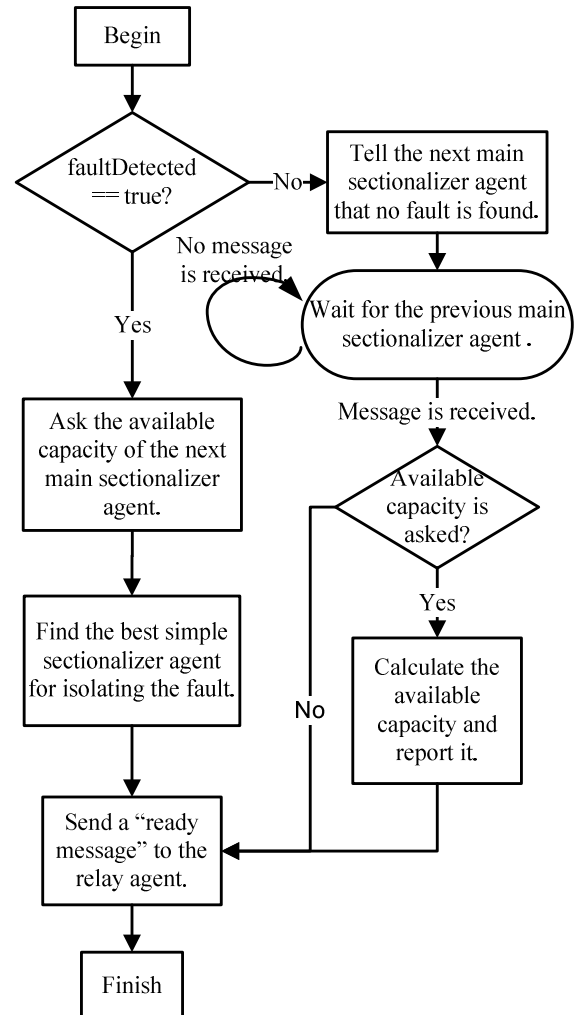 Begin
faultDetected
== true?
No
Tell the next main
sectionalizer agent
that no fault is found.
No message
is received.
Wait for the previous main
sectionalizer agent .
Yes
Message is received.
Ask the available
capacity of the next
main sectionalizer
agent.
Available
capacity is
asked?
Yes
Find the best simple
sectionalizer agent
for isolating the fault.
No
Calculate the
available
capacity and
report it.
Send a “ready
message” to the
relay agent.
Finish